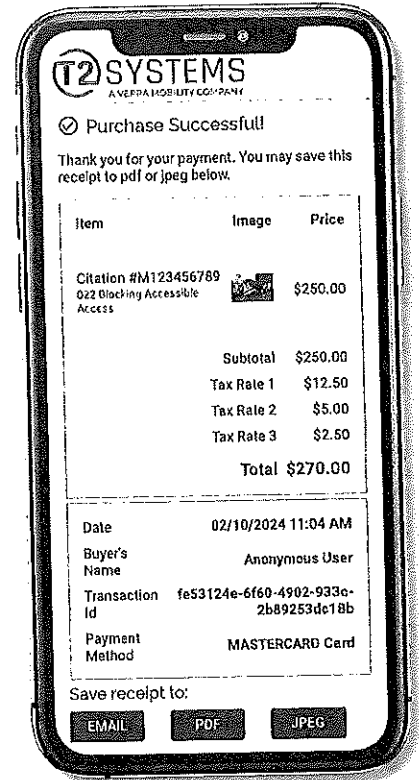 T2 SYSTEMS
A VERRA MOBILITY COMPANY
Purchase Successful!
Thank you for your payment. You may save this
receipt to pdf or jpeg below.
Item Image Price
Citation #M123456789 $250.00
022 Blocking Accessible
Access
Subtotal $250.00
Tax Rate 1 $12.50
Tax Rate 2 $5.00
Tax Rate 3 $2.50
Total $270.00
Date 02/10/2024 11:04 AM
Buyer's
Name Anonymous User
Transaction
Id fe53124e-6f60-4902-933c-
2b89253dc18b
Payment
Method MASTERCARD Card
Save receipt to:
EMAIL PDF JPEG